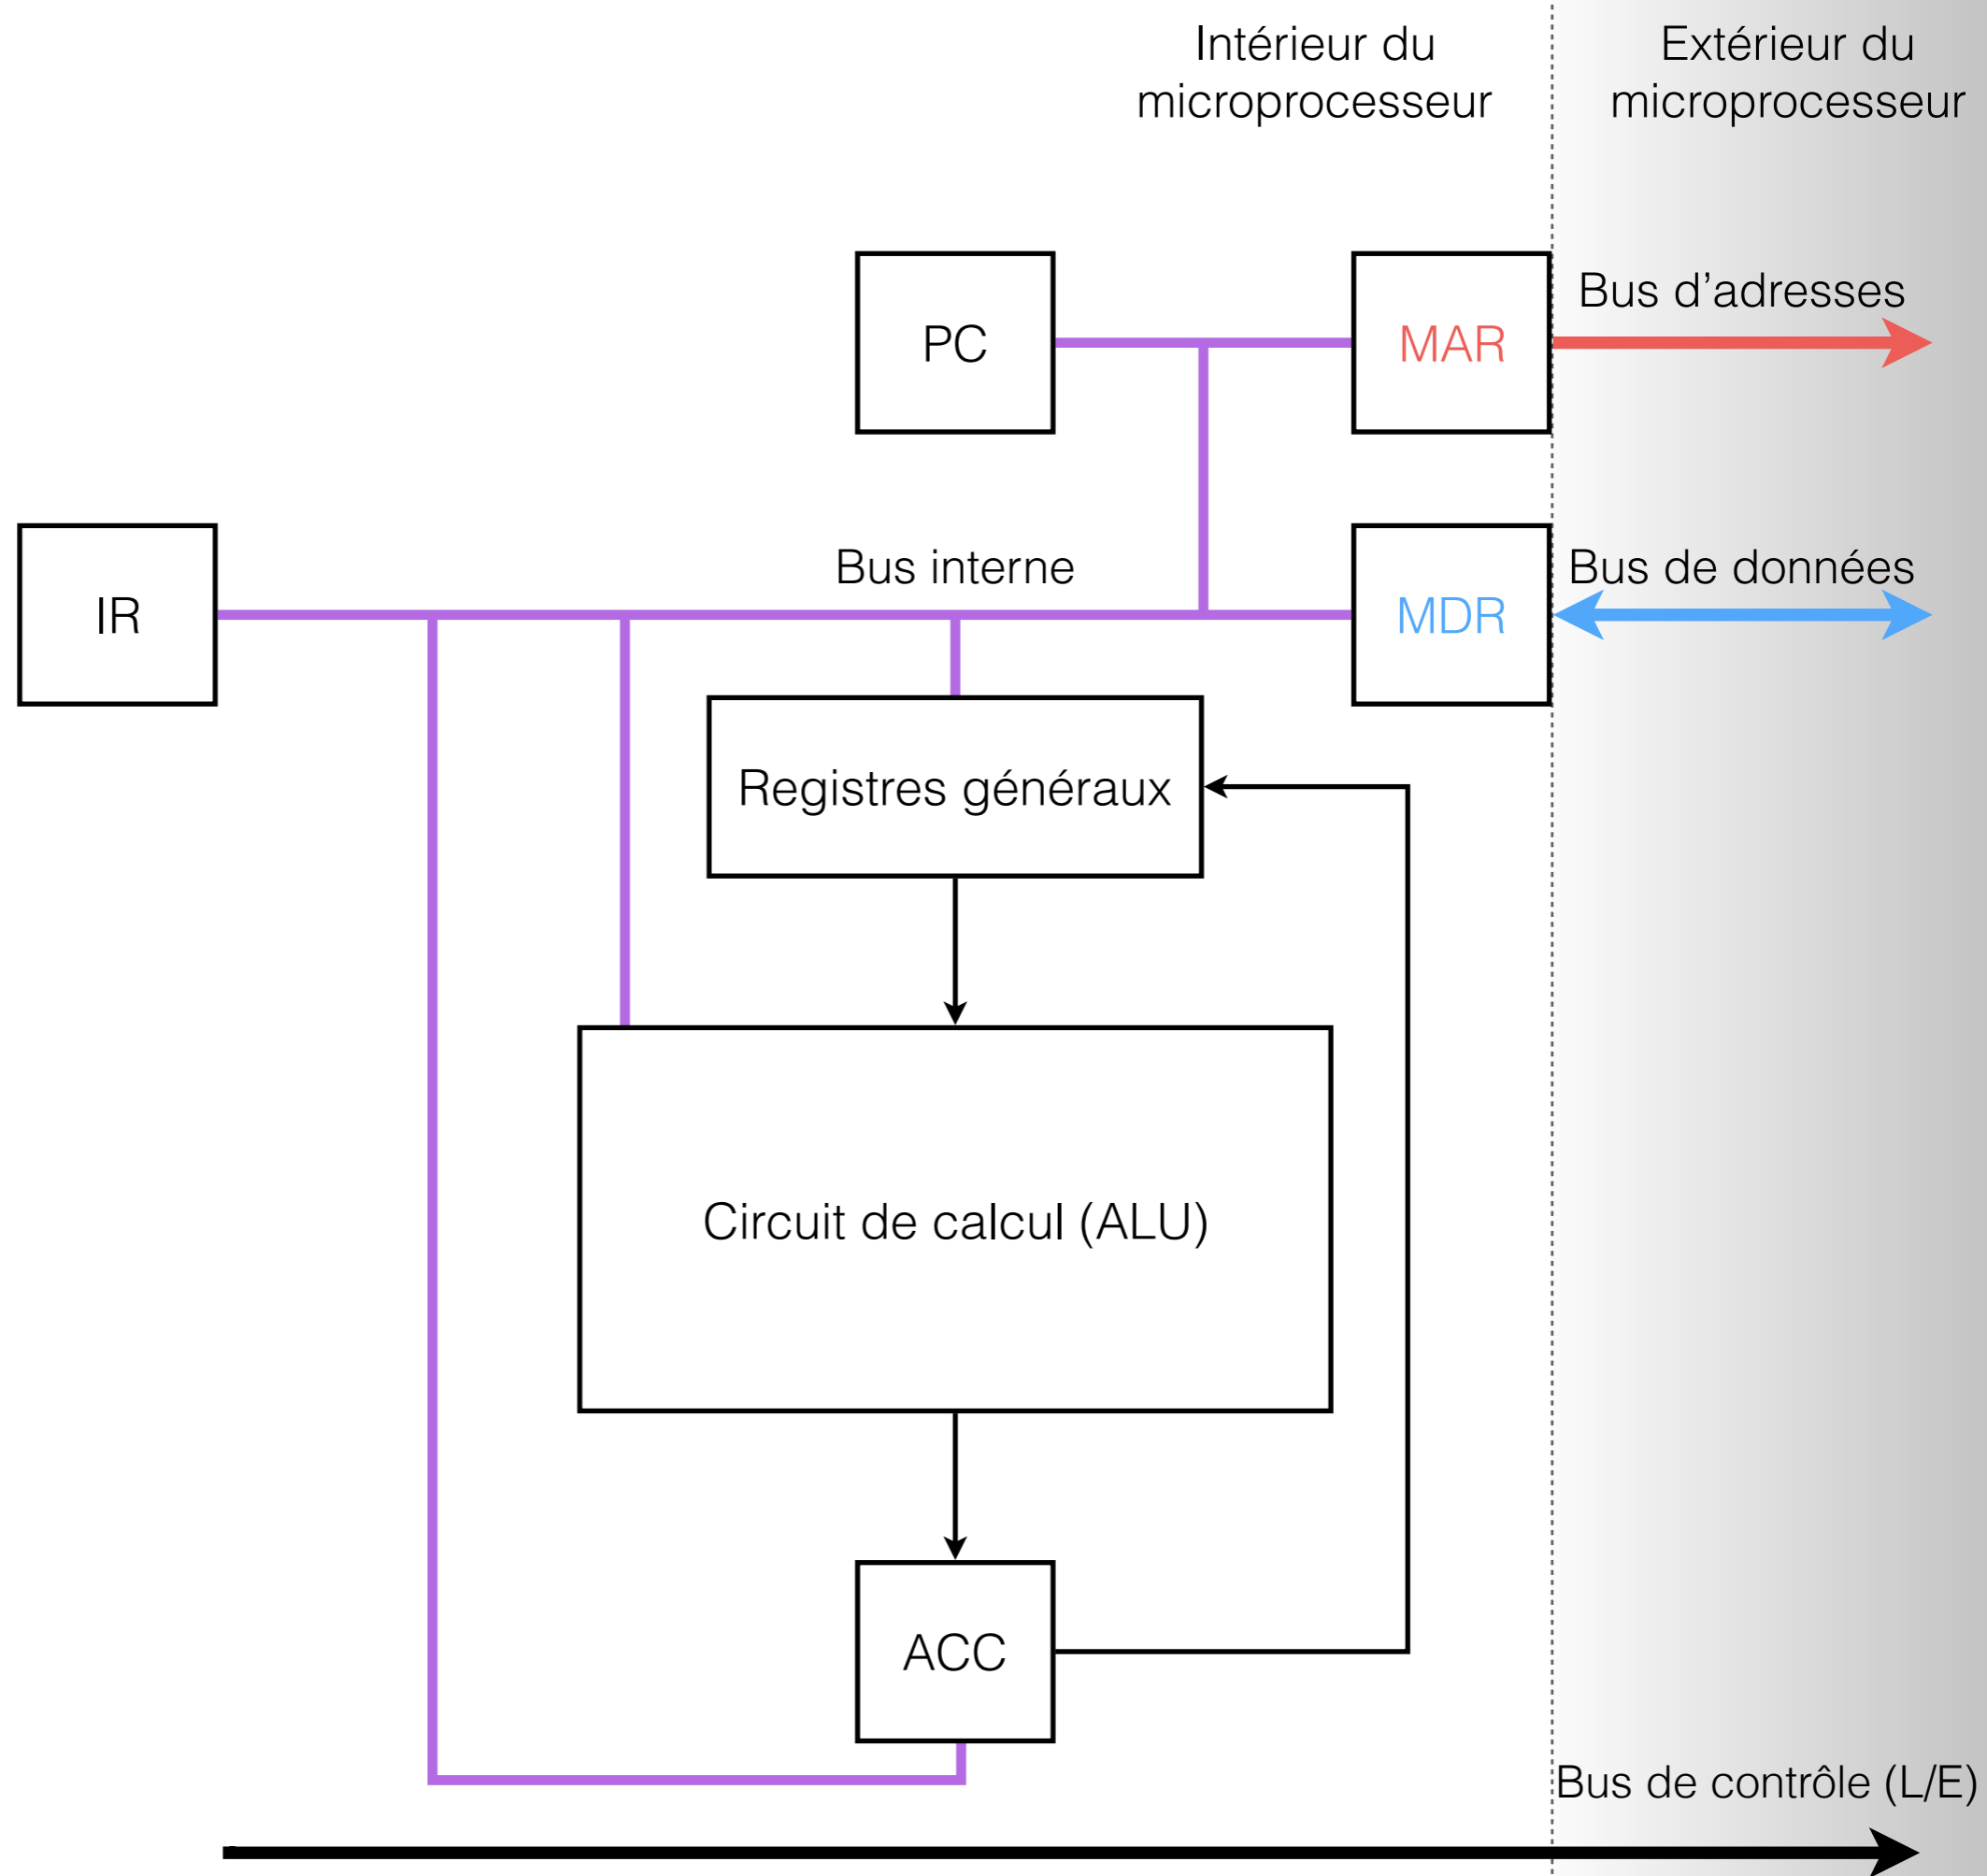 Intérieur du
microprocesseur
Extérieur du
microprocesseur
PC
MAR
Bus d’adresses
IR
Bus interne
MDR
Bus de données
Registres généraux
Circuit de calcul (ALU)
ACC
Bus de contrôle (L/E)